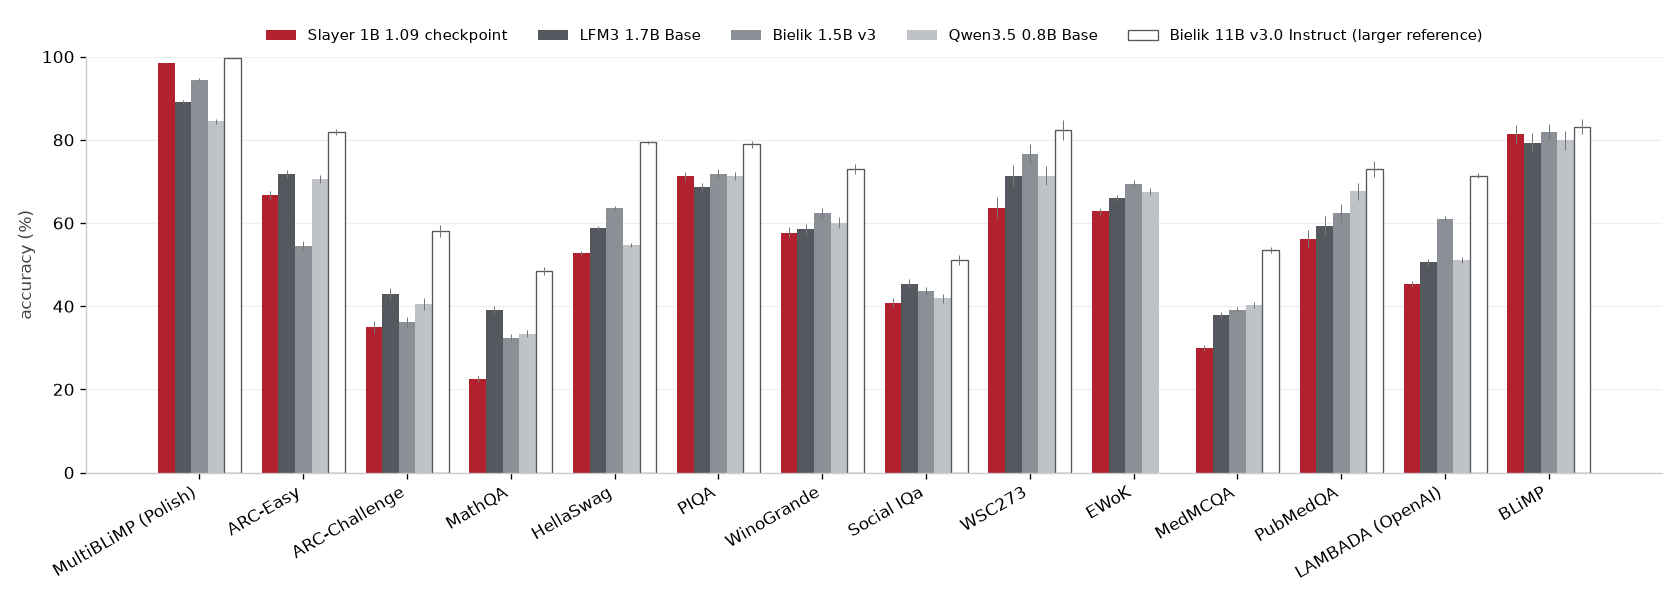 Slayer 1B 1.09 checkpoint
LFM3 1.7B Base
Bielik 1.5B v3
Qwen3.5 0.8B Base
Bielik 11B v3.0 Instruct (larger reference)
accuracy (%)
100
80
60
40
20
0
MultiBLiMP (Polish)
ARC-Easy
ARC-Challenge
MathQA
HellaSwag
PIQA
WinoGrande
Social IQa
WSC273
EWoK
MedMCQA
PubMedQA
LAMBADA (OpenAI)
BLiMP